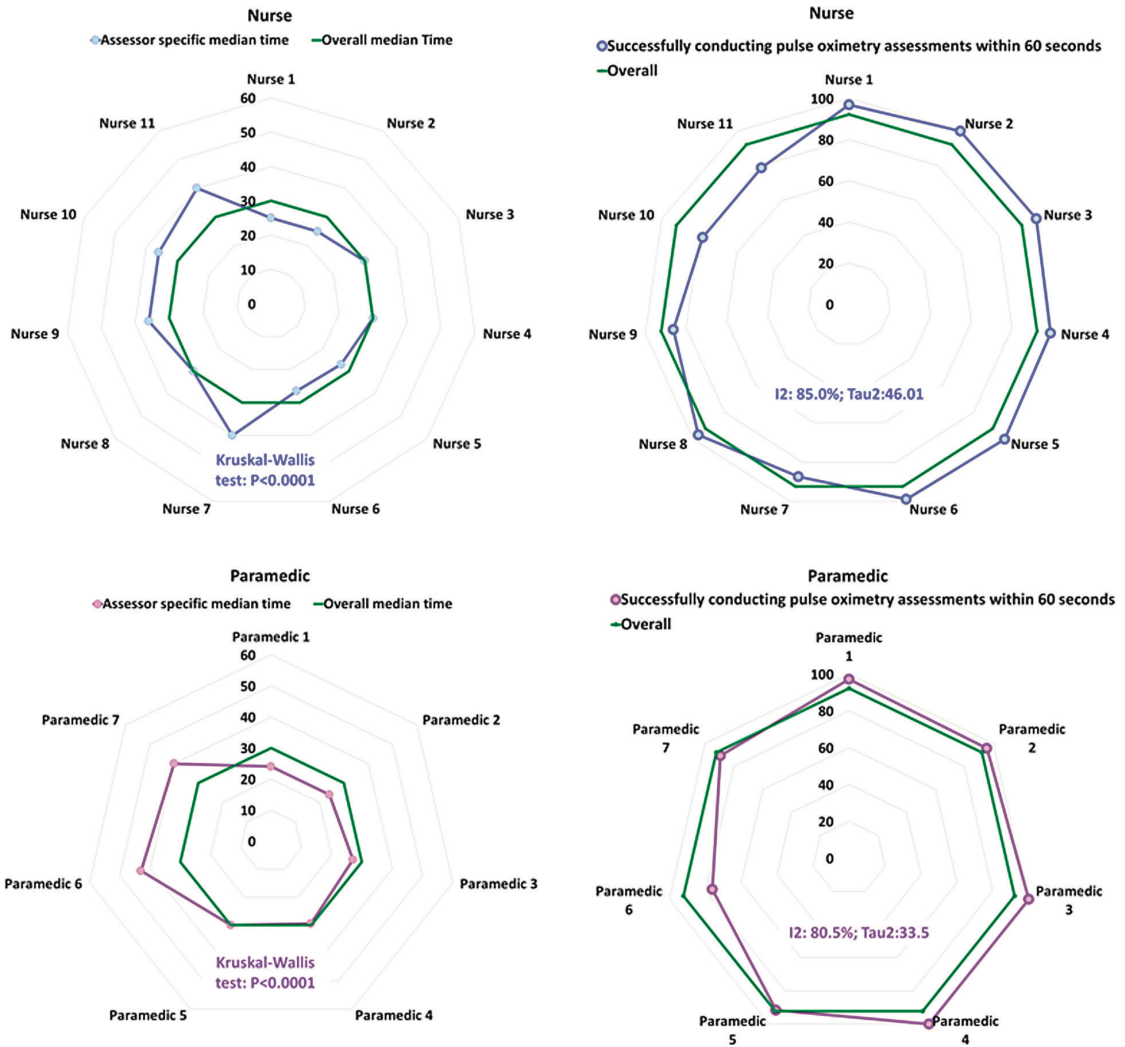 Nurse
Assessor specific median time
Overall median Time
Nurse 1
Nurse 2
Nurse 3
Nurse 4
Nurse 5
Nurse 6
Nurse 7
Nurse 8
Nurse 9
Nurse 10
Nurse 11
60
50
40
30
20
10
0
Kruskal-Wallis
test: P<0.0001
Nurse
Successfully conducting pulse oximetry assessments within 60 seconds
Overall
Nurse 1
Nurse 2
Nurse 3
Nurse 4
Nurse 5
Nurse 6
Nurse 7
Nurse 8
Nurse 9
Nurse 10
Nurse 11
100
80
60
40
20
0
I2: 85.0%; Tau2:46.01
Paramedic
Assessor specific median time
Overall median time
Paramedic 1
Paramedic 2
Paramedic 3
Paramedic 4
Paramedic 5
Paramedic 6
Paramedic 7
60
50
40
30
20
10
0
Kruskal-Wallis
test: P<0.0001
Paramedic
Successfully conducting pulse oximetry assessments within 60 seconds
Overall
Paramedic
1
Paramedic
2
Paramedic
3
Paramedic
4
Paramedic
5
Paramedic
6
Paramedic
7
100
80
60
40
20
0
I2: 80.5%; Tau2:33.5